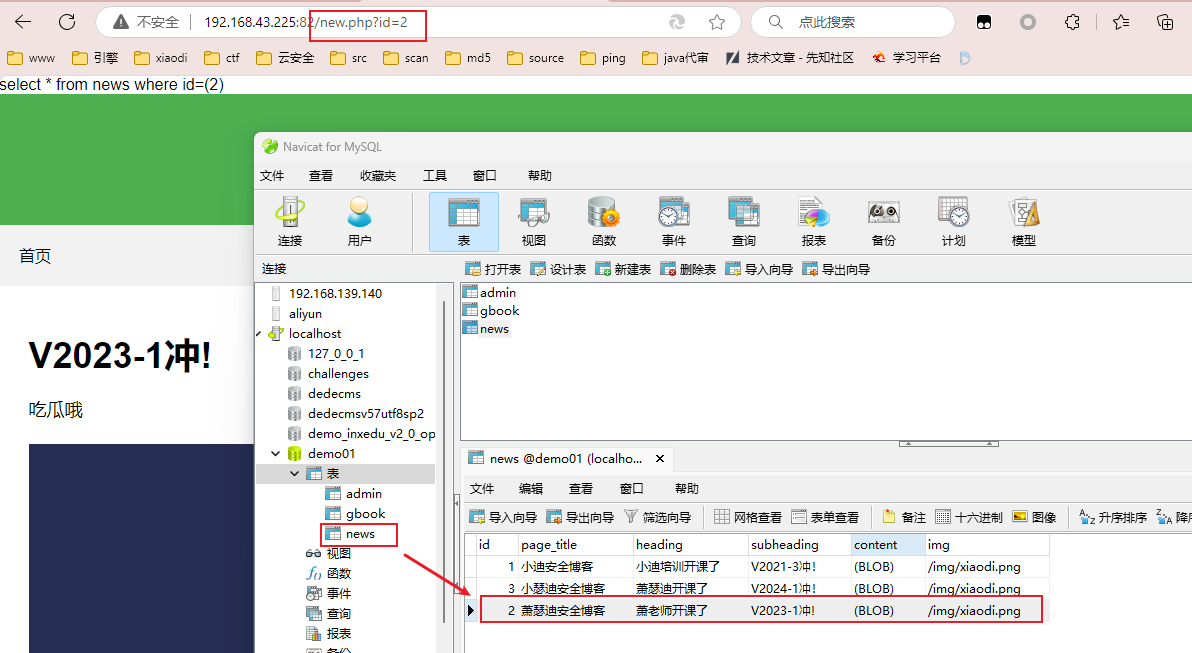 不安全 192.168.43.225:82/new.php?id=2 点此搜索
www 引擎 xiaodi ctf 云安全 src scan md5 source ping java代审 技术文章 - 先知社区 学习平台
select * from news where id=(2)
Navicat for MySQL
文件 查看 收藏夹 工具 窗口 帮助
连接 用户 表 视图 函数 事件 查询 报表 备份 计划 模型
首页
连接 打开表 设计表 新建表 删除表 导入向导 导出向导
192.168.139.140
aliyun
localhost
127_0_0_1
challenges
dedecms
dedecmsv57utf8sp2
demo_inxedu_v2_0_op
demo01
表
admin
gbook
news
视图
函数
事件
查询
报表
备份
admin
gbook
news
V2023-1冲!
吃瓜哦
news @demo01 (localho...
文件 编辑 查看 窗口 帮助
导入向导 导出向导 筛选向导 网格查看 表单查看 备注 十六进制 图像 升序排序 降序
id page_title heading subheading content img
1 小迪安全博客 小迪培训开课了 V2021-3冲! (BLOB) /img/xiaodi.png
3 小瑟迪安全博客 蕭瑟迪开课了 V2024-1冲! (BLOB) /img/xiaodi.png
2 蕭瑟迪安全博客 蕭老师开课了 V2023-1冲! (BLOB) /img/xiaodi.png